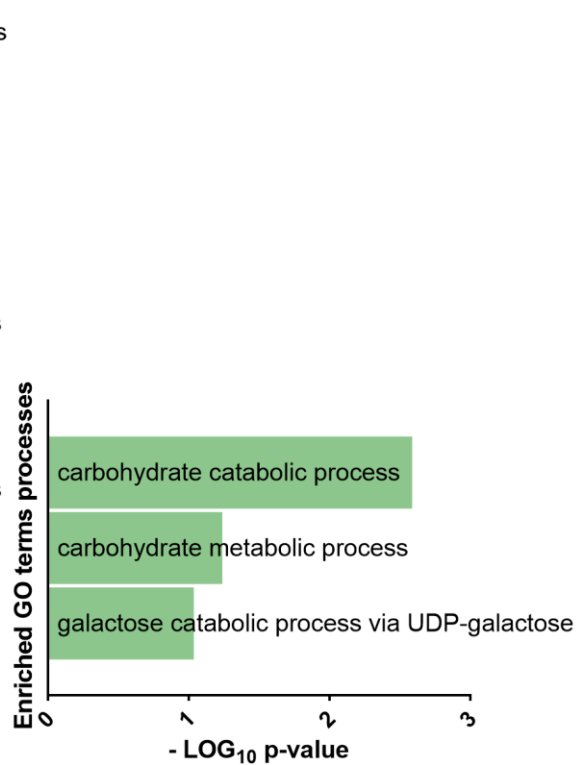 s
Enriched GO terms processes
carbohydrate catabolic process
carbohydrate metabolic process
galactose catabolic process via UDP-galactose
0 1 2 3
- LOG₁₀ p-value